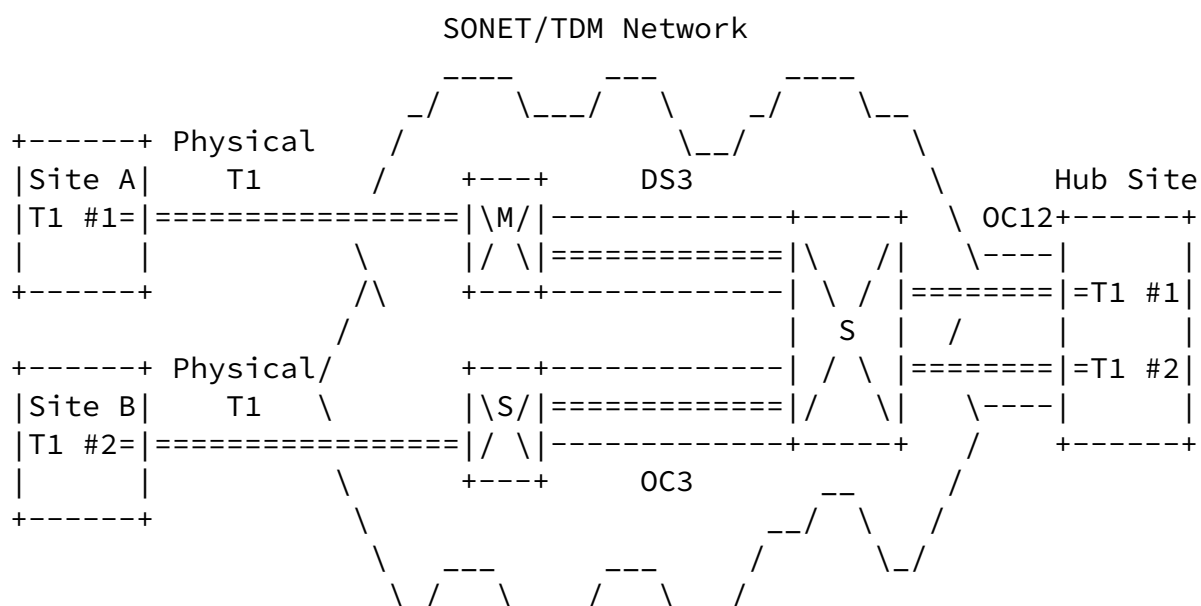 SONET/TDM Network
Physical
Site A T1 DS3 Hub Site
T1 #1= M OC12
=T1 #1
S
Physical =T1 #2
Site B T1 S
T1 #2=
OC3